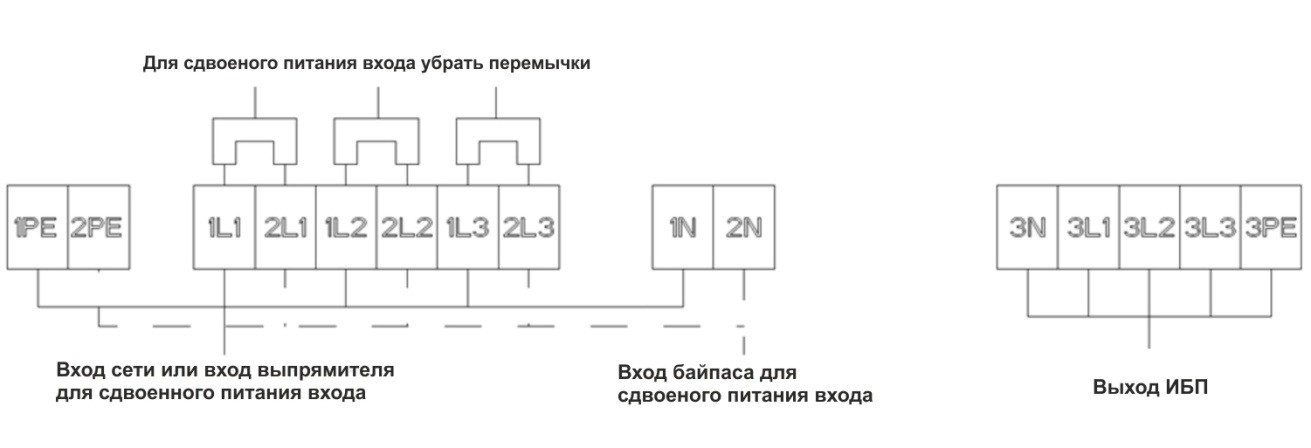 Для сдвоеного питания входа убрать перемычки
1PE 2PE 1L1 2L1 1L2 2L2 1L3 2L3 1N 2N 3N 3L1 3L2 3L3 3PE
Вход сети или вход выпрямителя
для сдвоенного питания входа
Вход байпаса для
сдвоеного питания входа
Выход ИБП